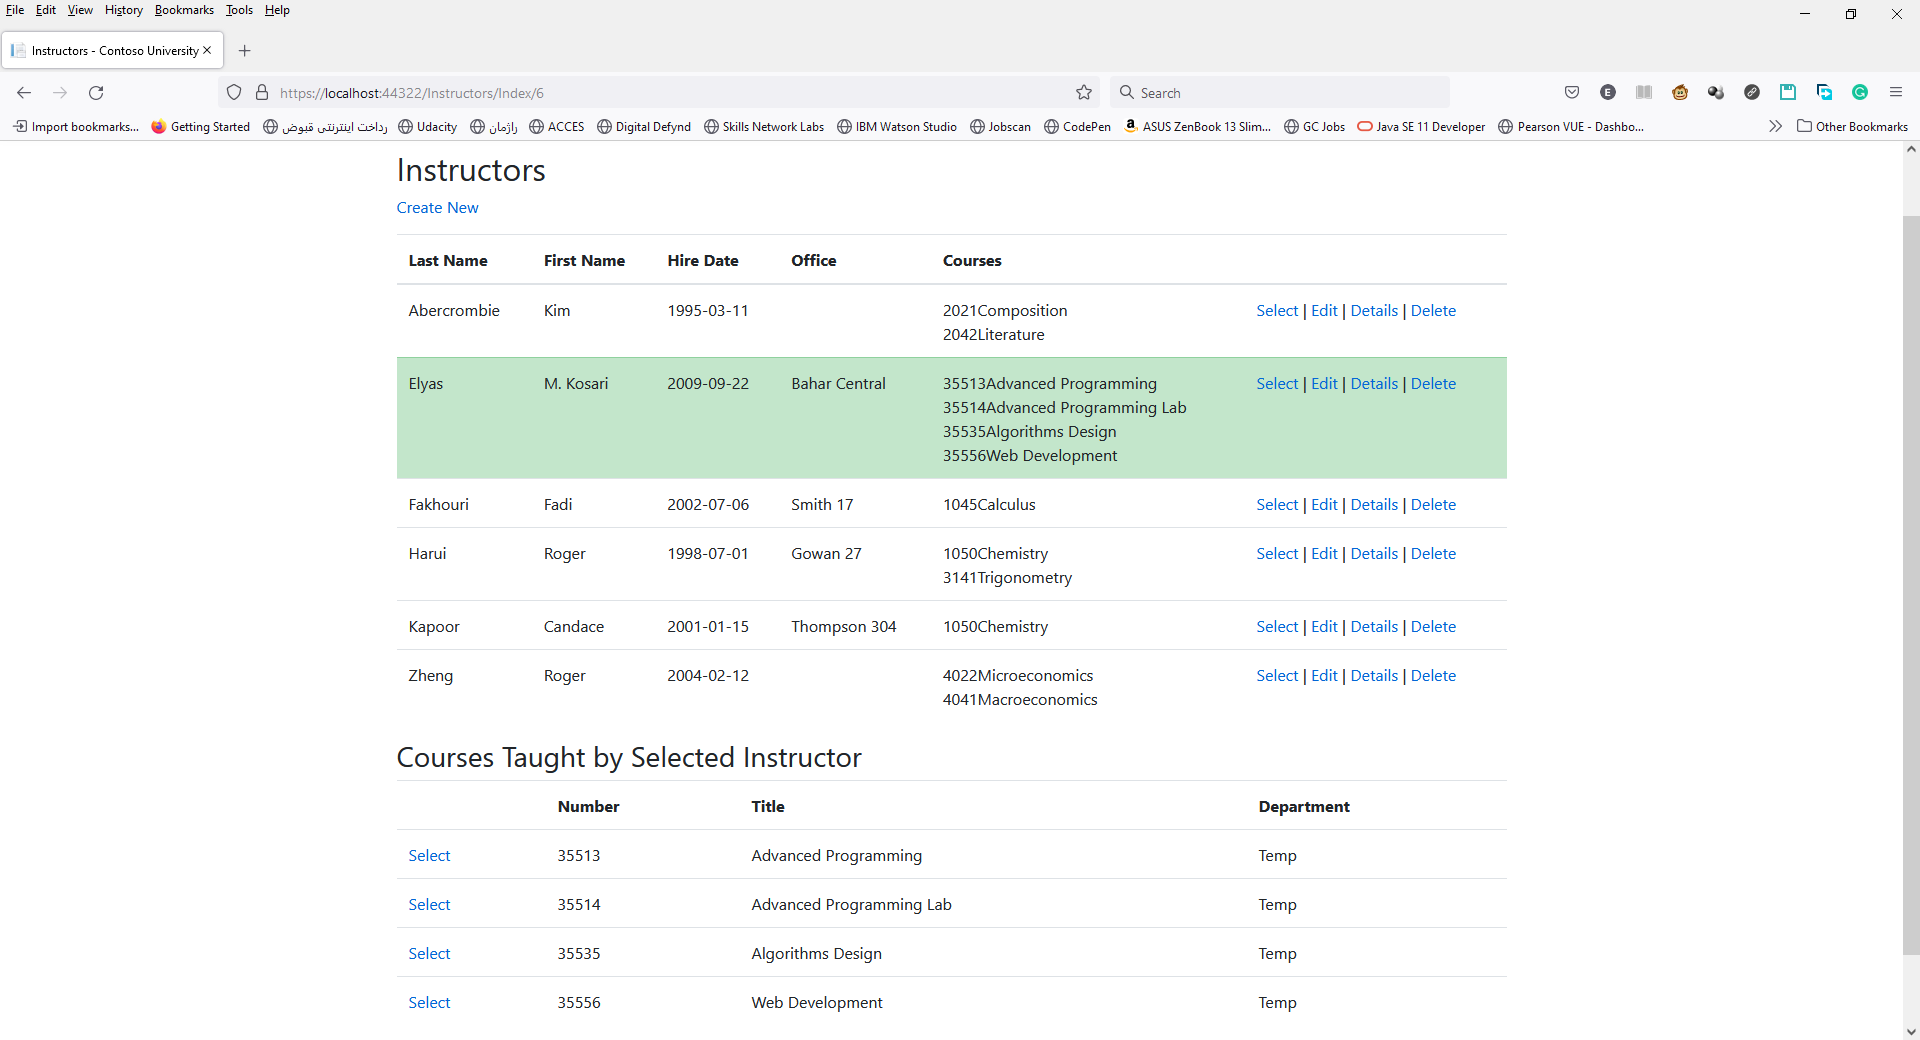 File Edit View History Bookmarks Tools Help
Instructors - Contoso University
https://localhost:44322/Instructors/Index/6
Search
Import bookmarks... Getting Started پرداخت اینترنتی قبوض Udacity راژمان ACCES Digital Defynd Skills Network Labs IBM Watson Studio Jobscan CodePen ASUS ZenBook 13 Slim... GC Jobs Java SE 11 Developer Pearson VUE - Dashbo... Other Bookmarks
Instructors
Create New
Last Name First Name Hire Date Office Courses
Abercrombie Kim 1995-03-11 2021Composition Select | Edit | Details | Delete
2042Literature
Elyas M. Kosari 2009-09-22 Bahar Central 35513Advanced Programming Select | Edit | Details | Delete
35514Advanced Programming Lab
35535Algorithms Design
35556Web Development
Fakhouri Fadi 2002-07-06 Smith 17 1045Calculus Select | Edit | Details | Delete
Harui Roger 1998-07-01 Gowan 27 1050Chemistry Select | Edit | Details | Delete
3141Trigonometry
Kapoor Candace 2001-01-15 Thompson 304 1050Chemistry Select | Edit | Details | Delete
Zheng Roger 2004-02-12 4022Microeconomics Select | Edit | Details | Delete
4041Macroeconomics
Courses Taught by Selected Instructor
Number Title Department
Select 35513 Advanced Programming Temp
Select 35514 Advanced Programming Lab Temp
Select 35535 Algorithms Design Temp
Select 35556 Web Development Temp